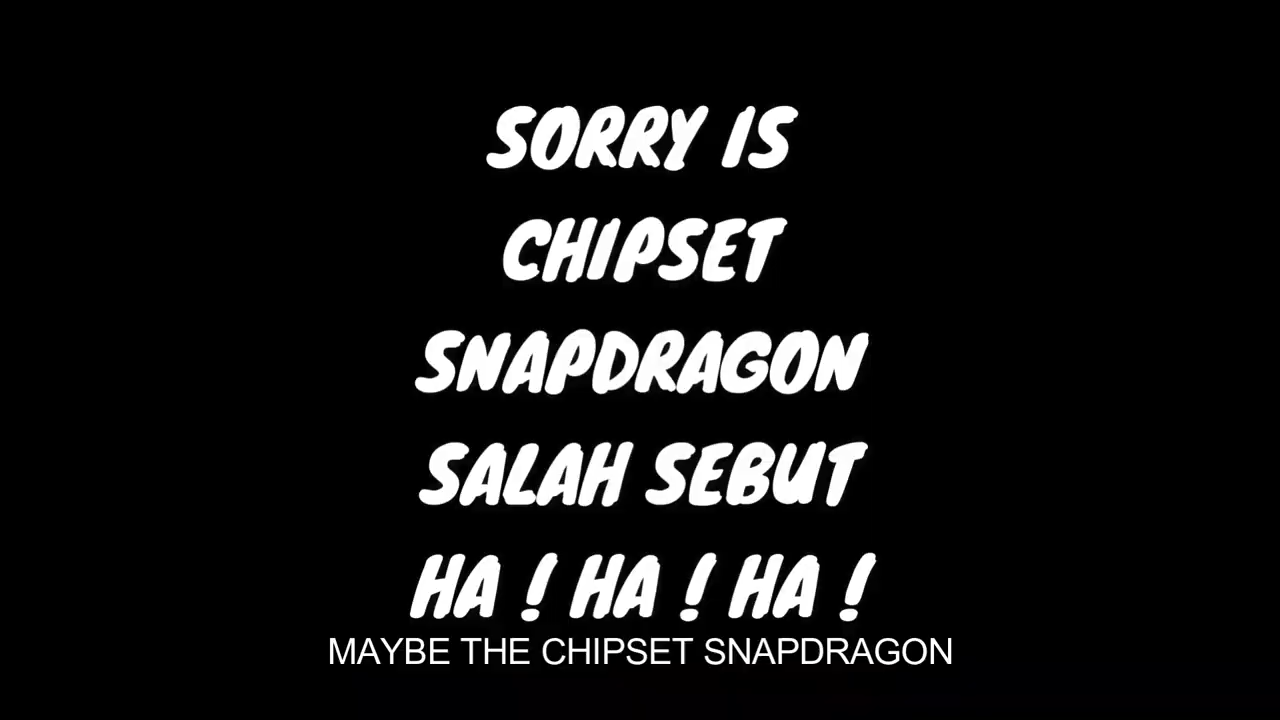 SORRY IS
CHIPSET
SNAPDRAGON
SALAH SEBUT
HA ! HA ! HA !
MAYBE THE CHIPSET SNAPDRAGON